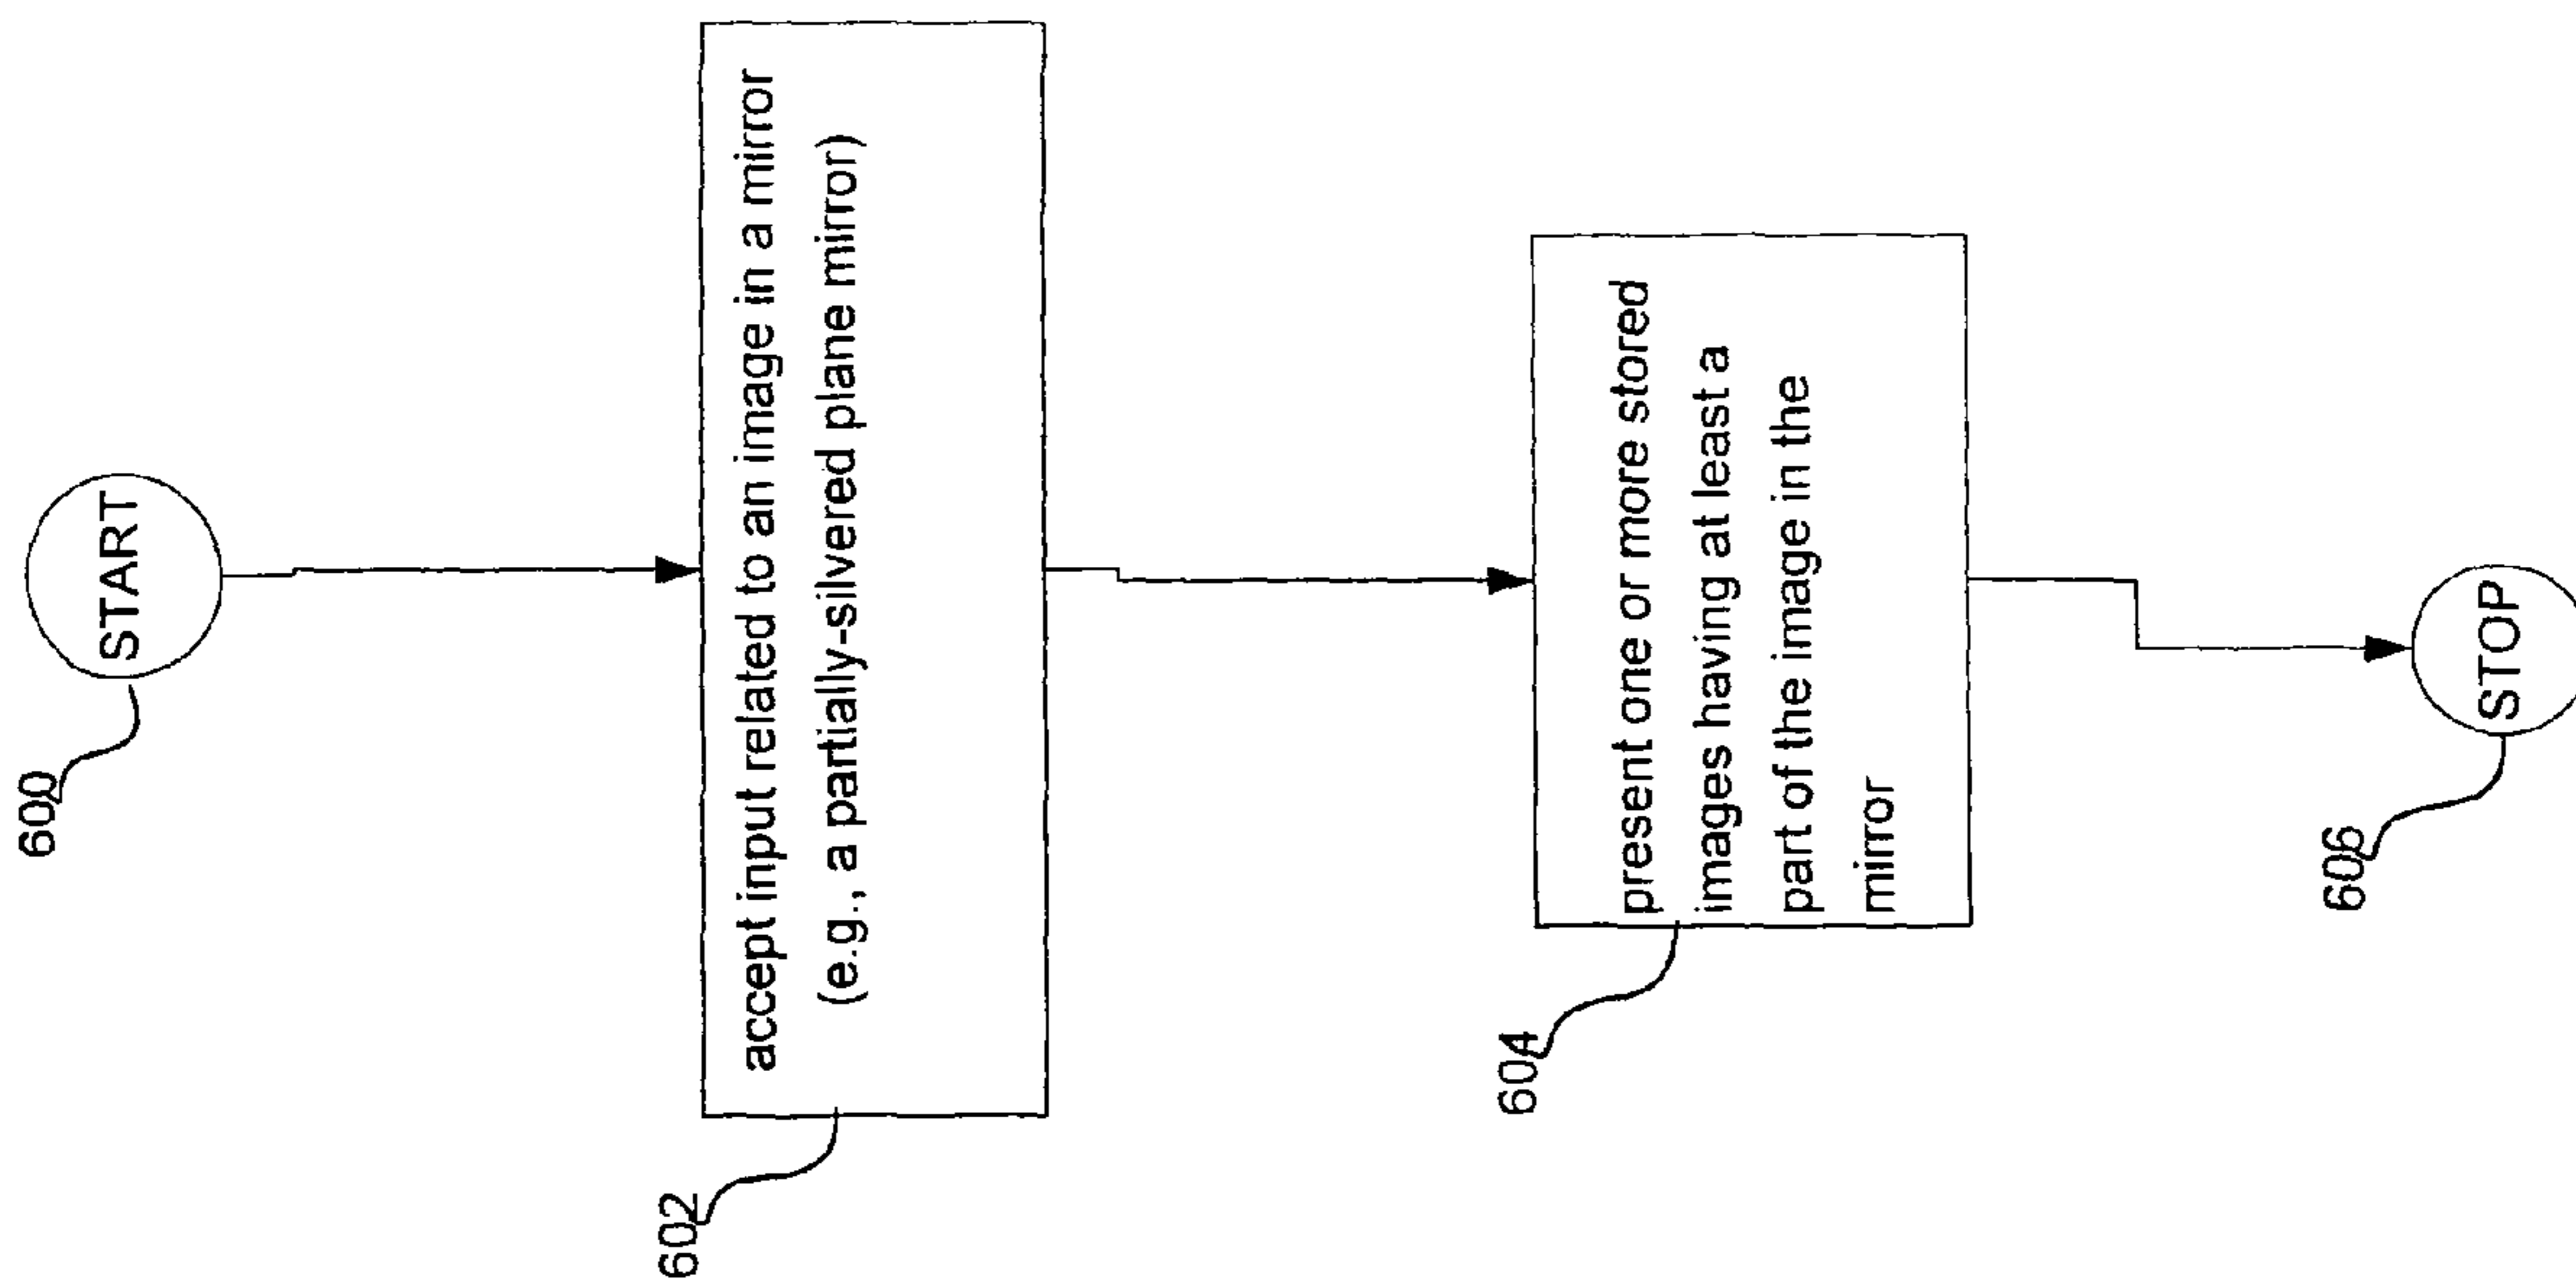 600
START
602
accept input related to an image in a mirror
(e.g., a partially-silvered plane mirror)
604
present one or more stored
images having at least a
part of the image in the
mirror
606
STOP